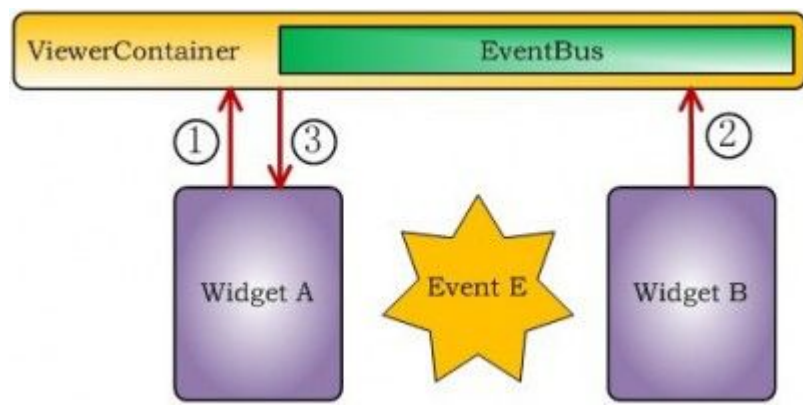 ViewerContainer
EventBus
①
③
②
Widget A
Event E
Widget B